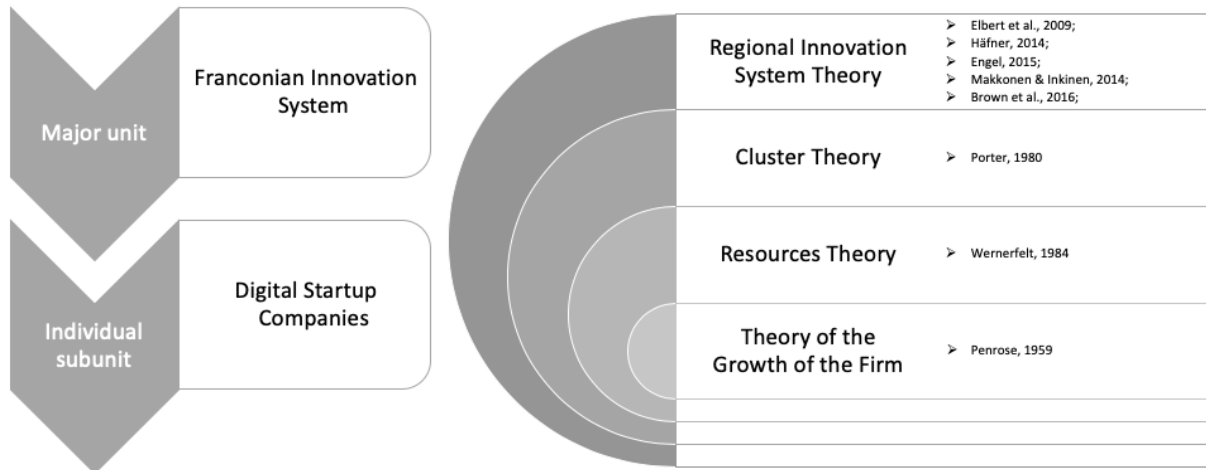 Franconian Innovation
System
Major unit
Digital Startup
Companies
Individual
subunit
Regional Innovation
System Theory
➢ Elbert et al., 2009;
➢ Häfner, 2014;
➢ Engel, 2015;
➢ Makkonen & Inkinen, 2014;
➢ Brown et al., 2016;
Cluster Theory
➢ Porter, 1980
Resources Theory
➢ Wernerfelt, 1984
Theory of the
Growth of the Firm
➢ Penrose, 1959